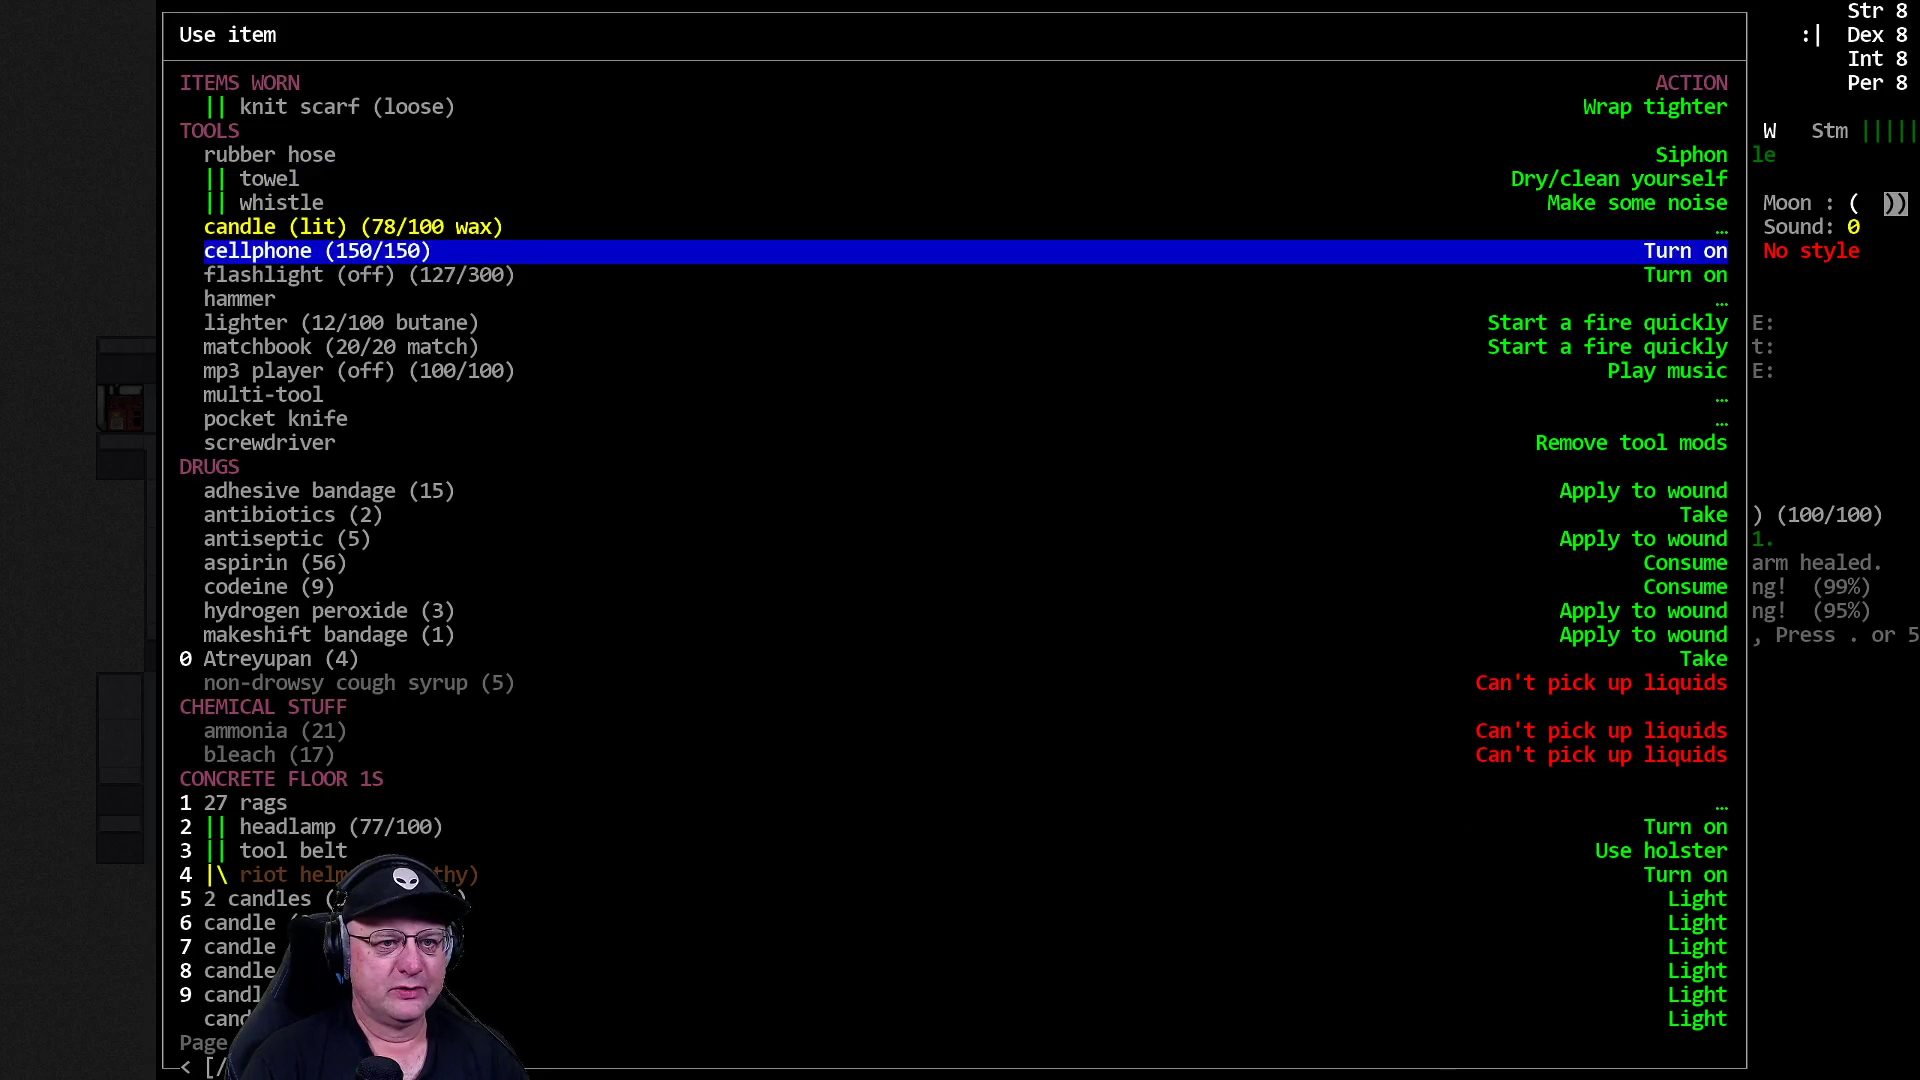 Use item
Str 8
:| Dex 8
Int 8
Per 8
ITEMS WORN ACTION
|| knit scarf (loose) Wrap tighter
TOOLS W Stm |||||
rubber hose Siphon le
|| towel Dry/clean yourself
|| whistle Make some noise Moon : ( ))
candle (lit) (78/100 wax) … Sound: 0
cellphone (150/150) Turn on No style
flashlight (off) (127/300) Turn on
hammer …
lighter (12/100 butane) Start a fire quickly E:
matchbook (20/20 match) Start a fire quickly t:
mp3 player (off) (100/100) Play music E:
multi-tool …
pocket knife …
screwdriver Remove tool mods
DRUGS
adhesive bandage (15) Apply to wound
antibiotics (2) Take ) (100/100)
antiseptic (5) Apply to wound 1.
aspirin (56) Consume arm healed.
codeine (9) Consume ng! (99%)
hydrogen peroxide (3) Apply to wound ng! (95%)
makeshift bandage (1) Apply to wound , Press . or 5
0 Atreyupan (4) Take
non-drowsy cough syrup (5) Can't pick up liquids
CHEMICAL STUFF
ammonia (21) Can't pick up liquids
bleach (17) Can't pick up liquids
CONCRETE FLOOR 1S
1 27 rags …
2 || headlamp (77/100) Turn on
3 || tool belt Use holster
4 |\ riot helm thy) Turn on
5 2 candles ( ) Light
6 candle Light
7 candle Light
8 candle Light
9 candl Light
cand Light
Page
< [/